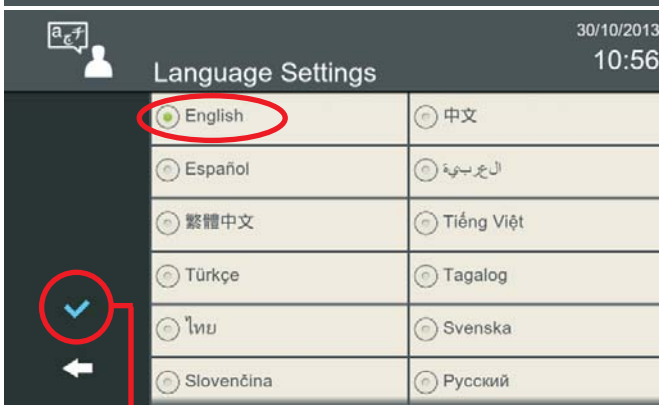 30/10/2013
Language Settings
10:56
English
中文
Español
العربية
繁體中文
Tiếng Việt
Türkçe
Tagalog
ไทย
Svenska
Slovenčina
Русский